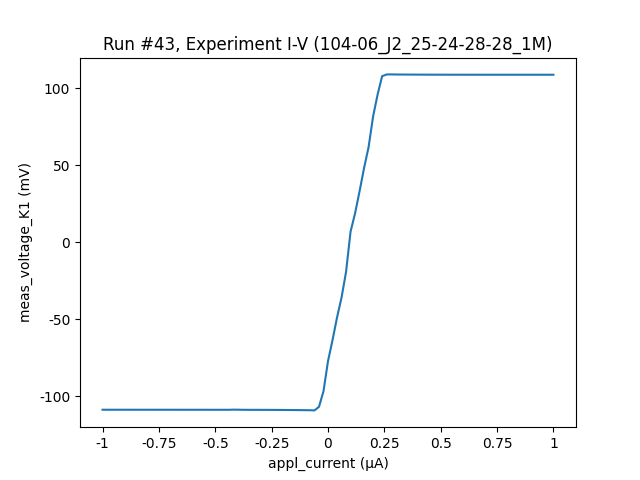 Run #43, Experiment I-V (104-06_J2_25-24-28-28_1M)
100
50
0
-50
-100
meas_voltage_K1 (mV)
-1 -0.75 -0.5 -0.25 0 0.25 0.5 0.75 1
appl_current (μA)